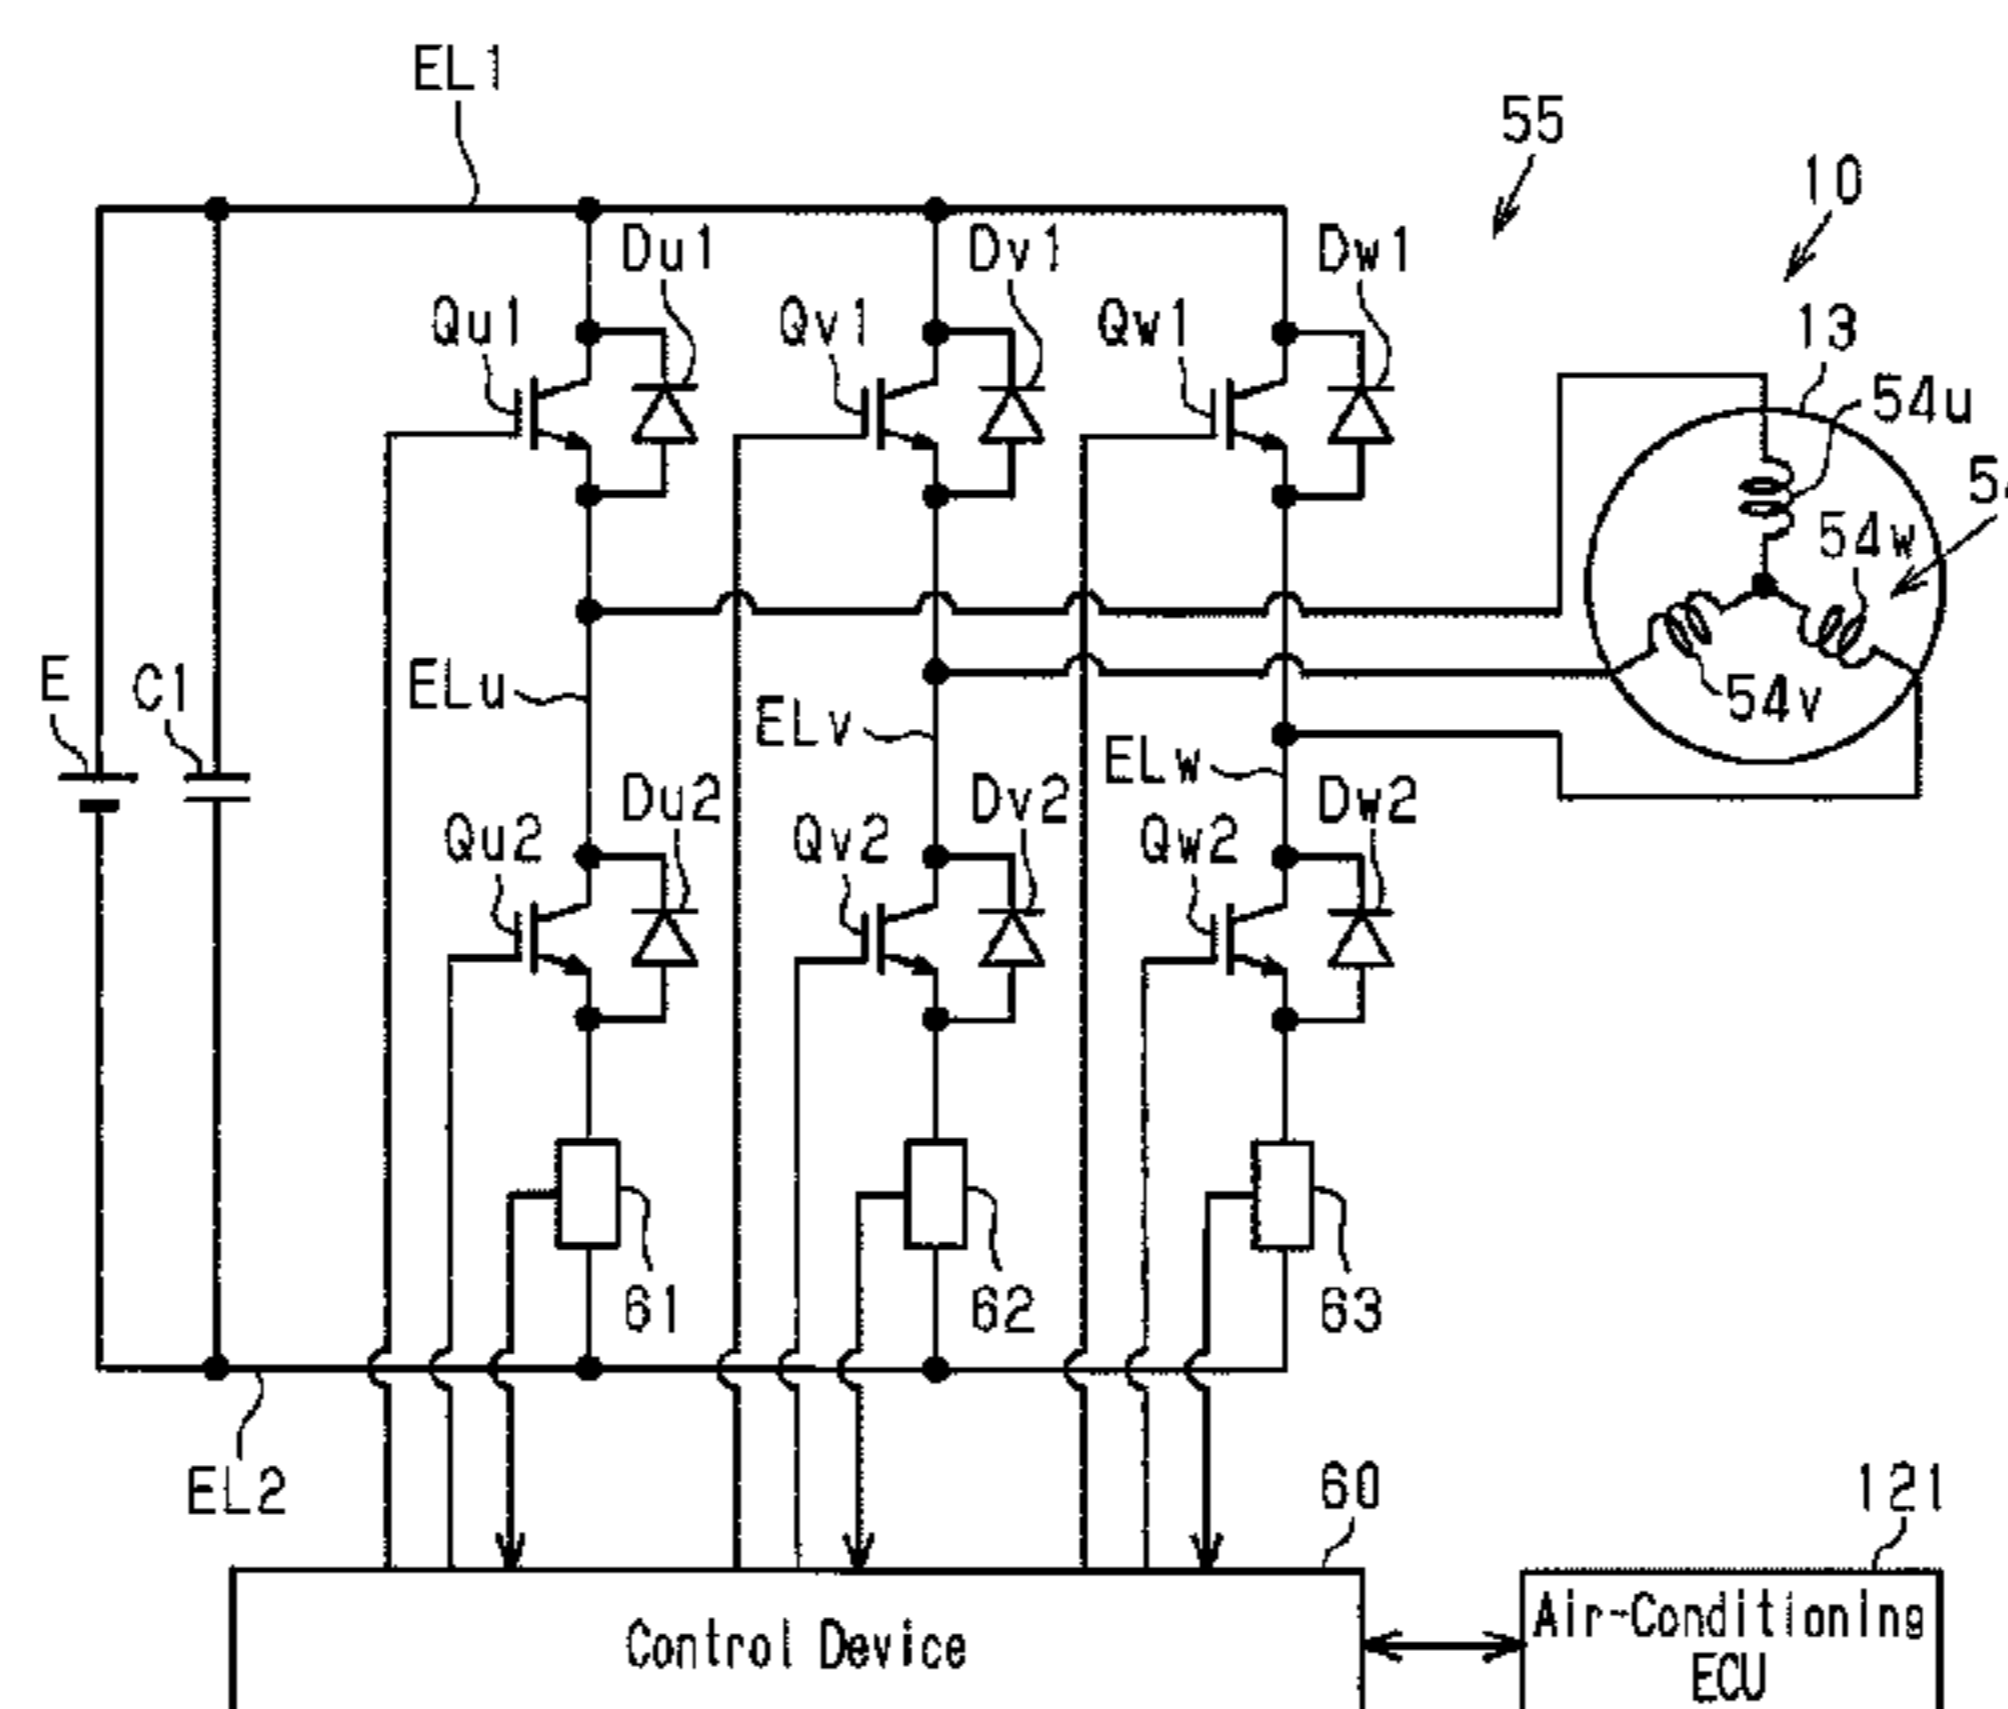 EL1
55
10
Du1
Dv1
Dw1
Qu1
Qv1
Qw1
13
54u
54w
54v
E
C1
ELu
ELv
ELw
Du2
Dv2
Dw2
Qu2
Qv2
Qw2
61
62
63
EL2
60
121
Control Device
Air-Conditioning
ECU